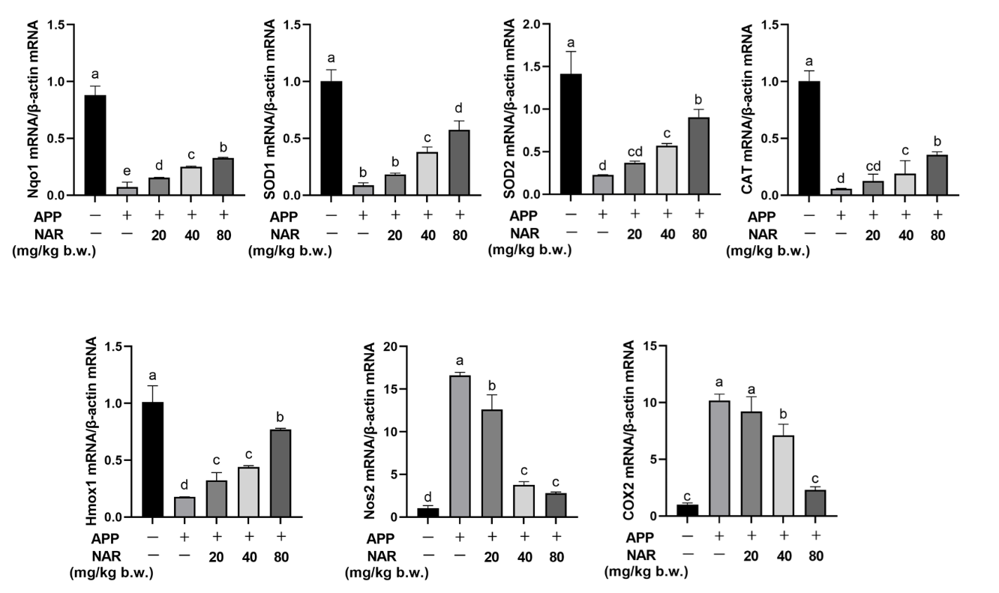 Nqo1 mRNA/β-actin mRNA
1.5
1.0
0.5
0.0
a
e
d
c
b
APP — + + + +
NAR — — 20 40 80
(mg/kg b.w.)
SOD1 mRNA/β-actin mRNA
1.5
1.0
0.5
0.0
a
b
b
c
d
APP — + + + +
NAR — — 20 40 80
(mg/kg b.w.)
SOD2 mRNA/β-actin mRNA
2.0
1.5
1.0
0.5
0.0
a
d
cd
c
b
APP — + + + +
NAR — — 20 40 80
(mg/kg b.w.)
CAT mRNA/β-actin mRNA
1.5
1.0
0.5
0.0
a
d
cd
c
b
APP — + + + +
NAR — — 20 40 80
(mg/kg b.w.)
Hmox1 mRNA/β-actin mRNA
1.5
1.0
0.5
0.0
a
d
c
c
b
APP — + + + +
NAR — — 20 40 80
(mg/kg b.w.)
Nos2 mRNA/β-actin mRNA
20
15
10
5
0
d
a
b
c
c
APP — + + + +
NAR — — 20 40 80
(mg/kg b.w.)
COX2 mRNA/β-actin mRNA
15
10
5
0
c
a
a
b
c
APP — + + + +
NAR — — 20 40 80
(mg/kg b.w.)